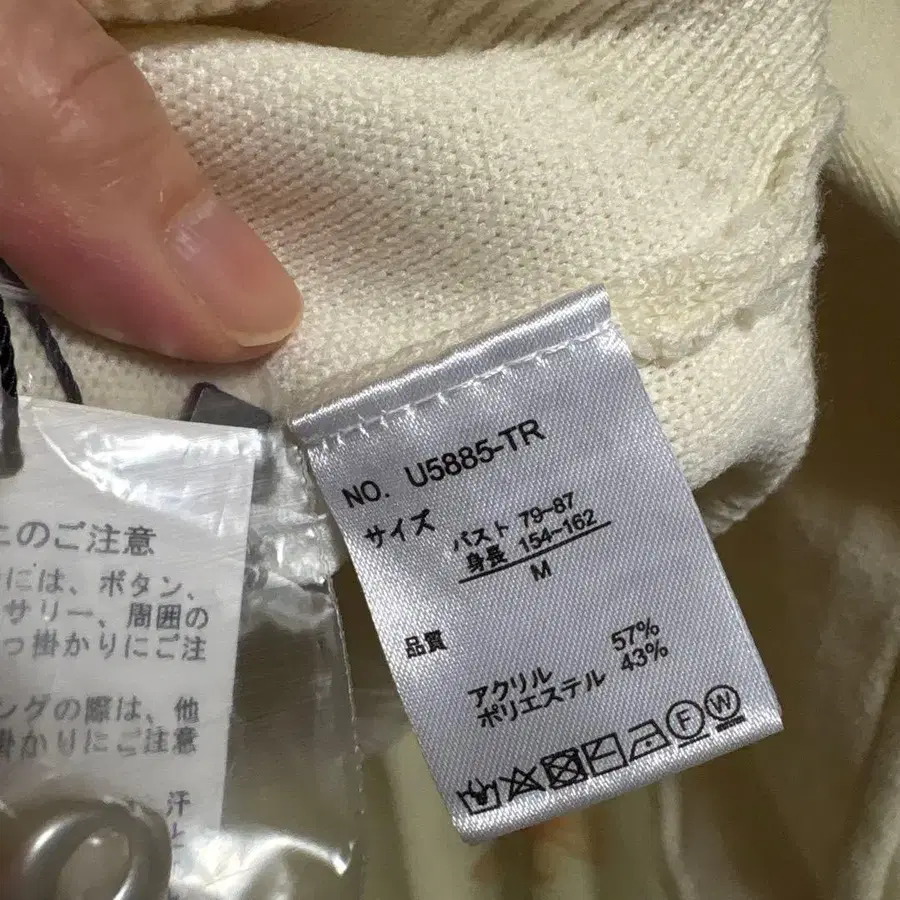 NO. U5885-TR
サイズ
バスト 79-87
身長 154-162
M
品質
アクリル 57%
ポリエステル 43%
F W
このご注意
には、ボタン、
サリー、周囲の
っ掛かりにご注
ングの際は、他
掛かりにご注意
汗
と